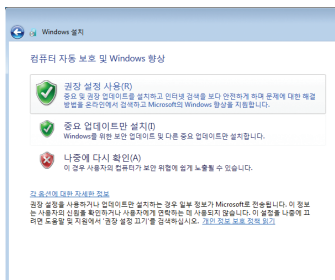 Windows 설치
컴퓨터 자동 보호 및 Windows 향상
권장 설정 사용(R)
중요 및 권장 업데이트를 설치하고 인터넷 검색을 보다 안전하게 하며 문제에 대한 해결
방법을 온라인에서 검색하고 Microsoft의 Windows 향상을 지원합니다.
중요 업데이트만 설치(I)
Windows를 위한 보안 업데이트 및 다른 중요 업데이트만 설치합니다.
나중에 다시 확인(A)
이 경우 사용자의 컴퓨터가 보안 위협에 쉽게 노출될 수 있습니다.
각 옵션에 대한 자세한 정보
권장 설정을 사용하거나 업데이트만 설치하는 경우 일부 정보가 Microsoft로 전송됩니다. 이 정보
는 사용자의 신원을 확인하거나 사용자에게 연락하는 데 사용되지 않습니다. 이 설정을 나중에 끄
려면 도움말 및 지원에서 '권장 설정 끄기'를 검색하십시오. 개인 정보 보호 정책 읽기